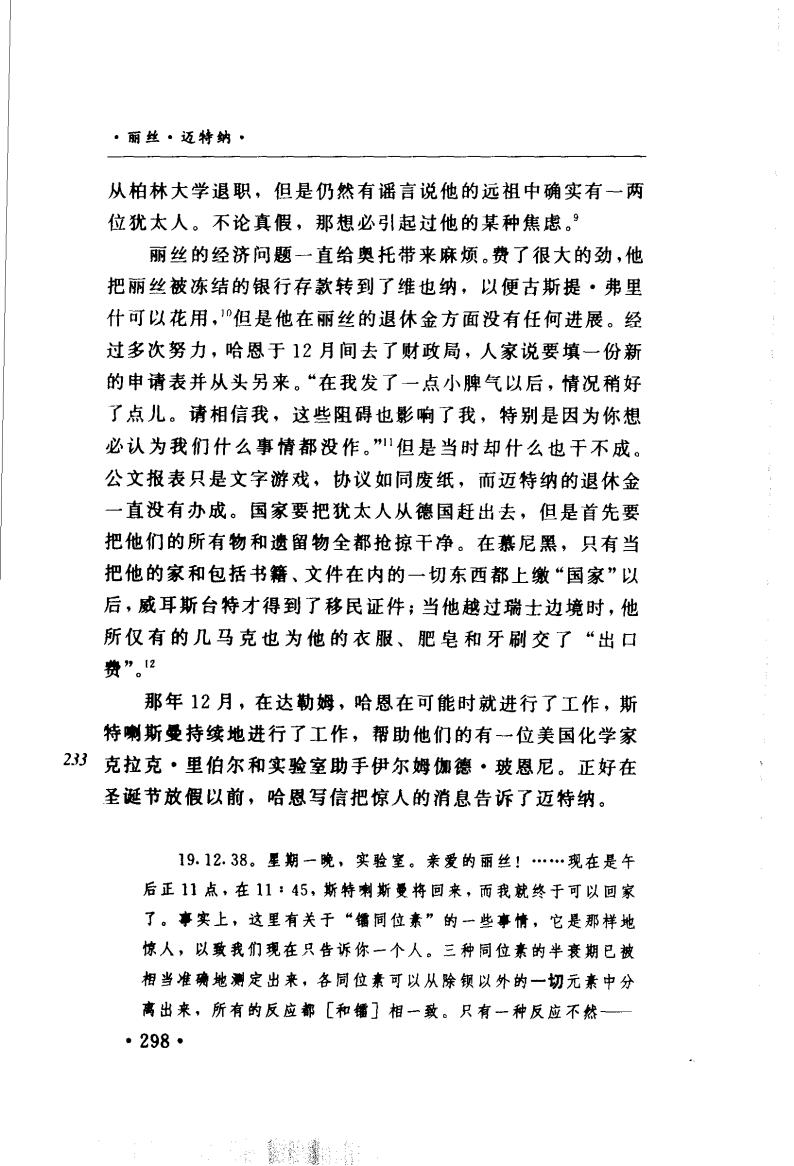 ·丽丝·迈特纳·
从柏林大学退职，但是仍然有谣言说他的远祖中确实有一两
位犹太人。不论真假，那想必引起过他的某种焦虑。⁹
丽丝的经济问题一直给奥托带来麻烦。费了很大的劲，他
把丽丝被冻结的银行存款转到了维也纳，以便古斯提·弗里
什可以花用，¹⁰但是他在丽丝的退休金方面没有任何进展。经
过多次努力，哈恩于 12 月间去了财政局，人家说要填一份新
的申请表并从头另来。“在我发了一点小脾气以后，情况稍好
了点儿。请相信我，这些阻碍也影响了我，特别是因为你想
必认为我们什么事情都没作。”¹¹但是当时却什么也干不成。
公文报表只是文字游戏，协议如同废纸，而迈特纳的退休金
一直没有办成。国家要把犹太人从德国赶出去，但是首先要
把他们的所有物和遗留物全都抢掠干净。在慕尼黑，只有当
把他的家和包括书籍、文件在内的一切东西都上缴“国家”以
后，威耳斯台特才得到了移民证件；当他越过瑞士边境时，他
所仅有的几马克也为他的衣服、肥皂和牙刷交了“出口
费”。¹²
那年 12 月，在达勒姆，哈恩在可能时就进行了工作，斯
特喇斯曼持续地进行了工作，帮助他们的有一位美国化学家
233 克拉克·里伯尔和实验室助手伊尔姆伽德·玻恩尼。正好在
圣诞节放假以前，哈恩写信把惊人的消息告诉了迈特纳。
19.12.38。星期一晚，实验室。亲爱的丽丝！……现在是午
后正 11 点，在 11：45，斯特喇斯曼将回来，而我就终于可以回家
了。事实上，这里有关于“镭同位素”的一些事情，它是那样地
惊人，以致我们现在只告诉你一个人。三种同位素的半衰期已被
相当准确地测定出来，各同位素可以从除钡以外的一切元素中分
离出来，所有的反应都［和镭］相一致。只有一种反应不然——
·298·